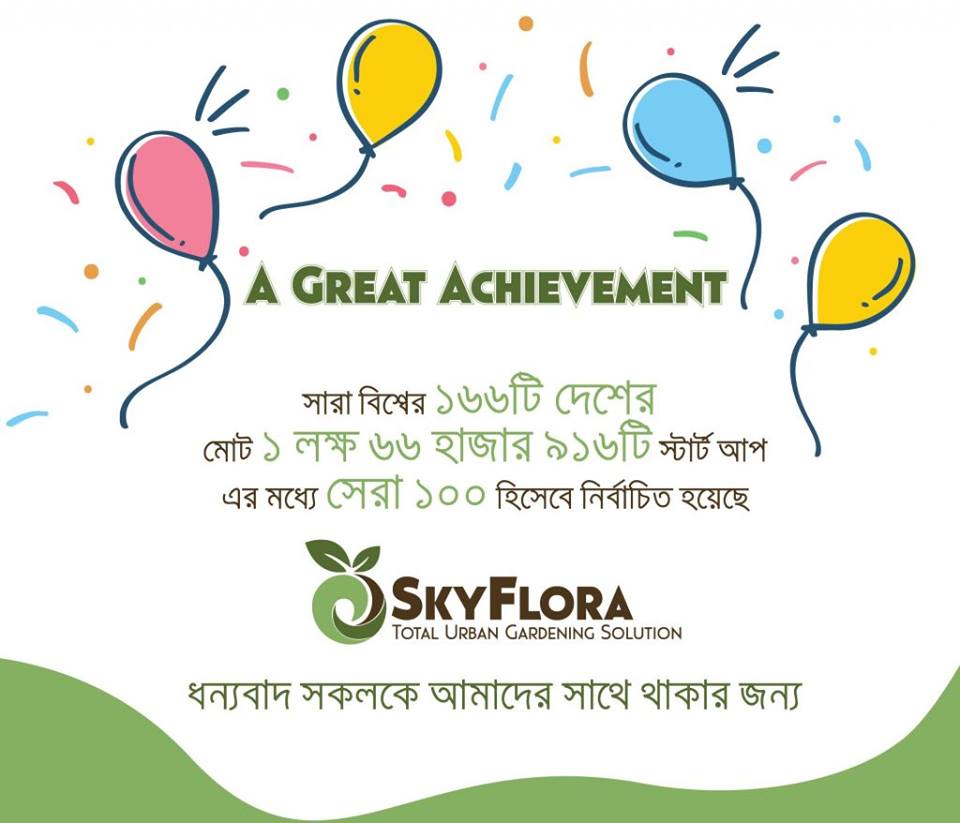 A GREAT ACHIEVEMENT
সারা বিশ্বের ১৬৬টি দেশের
মোট ১ লক্ষ ৬৬ হাজার ৯১৬টি স্টার্ট আপ
এর মধ্যে সেরা ১০০ হিসেবে নির্বাচিত হয়েছে
SKYFLORA
TOTAL URBAN GARDENING SOLUTION
ধন্যবাদ সকলকে আমাদের সাথে থাকার জন্য